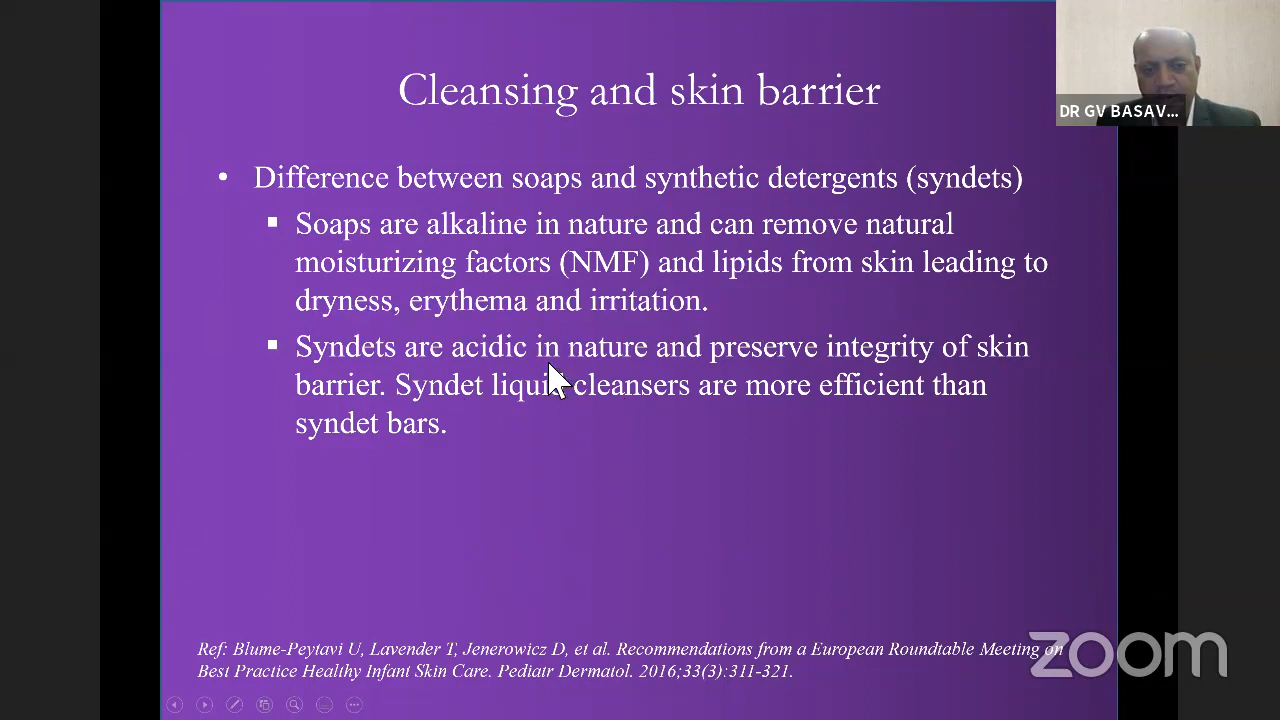 Cleansing and skin barrier
DR GV BASAV...
• Difference between soaps and synthetic detergents (syndets)
▪ Soaps are alkaline in nature and can remove natural
moisturizing factors (NMF) and lipids from skin leading to
dryness, erythema and irritation.
▪ Syndets are acidic in nature and preserve integrity of skin
barrier. Syndet liquid cleansers are more efficient than
syndet bars.
Ref: Blume-Peytavi U, Lavender T, Jenerowicz D, et al. Recommendations from a European Roundtable Meeting on
Best Practice Healthy Infant Skin Care. Pediatr Dermatol. 2016;33(3):311-321.
zoom